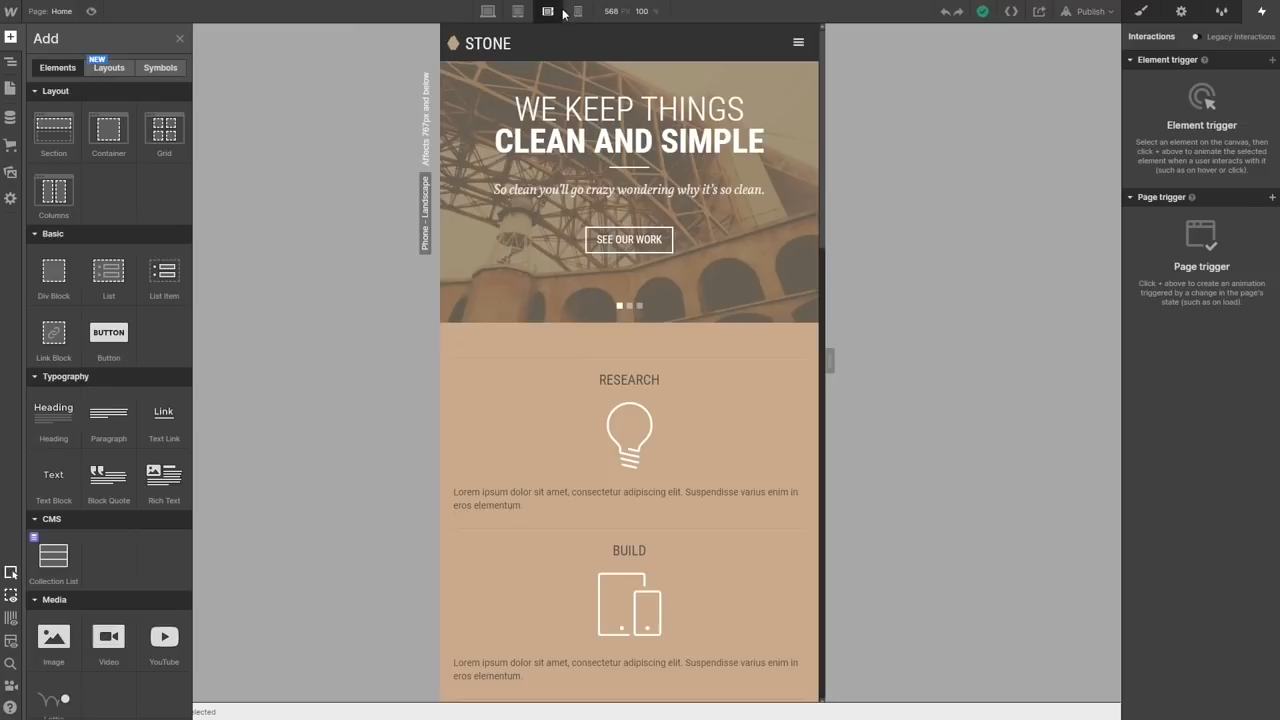 Page: Home
568 PX 100 %
Publish
Add
Elements
NEW
Layouts
Symbols
Layout
Section
Container
Grid
Columns
Basic
Div Block
List
List Item
BUTTON
Link Block
Button
Typography
Heading
Link
Heading
Paragraph
Text Link
Text
Text Block
Block Quote
Rich Text
CMS
Collection List
Media
Image
Video
YouTube
Affects 767px and below
Phone - Landscape
STONE
WE KEEP THINGS
CLEAN AND SIMPLE
So clean you'll go crazy wondering why it's so clean.
SEE OUR WORK
RESEARCH
Lorem ipsum dolor sit amet, consectetur adipiscing elit. Suspendisse varius enim in
eros elementum.
BUILD
Lorem ipsum dolor sit amet, consectetur adipiscing elit. Suspendisse varius enim in
eros elementum.
Interactions
Legacy Interactions
Element trigger
Element trigger
Select an element on the canvas, then
click + above to animate the selected
element when a user interacts with it
(such as on hover or click).
Page trigger
Page trigger
Click + above to create an animation
triggered by a change in the page's
state (such as on load).